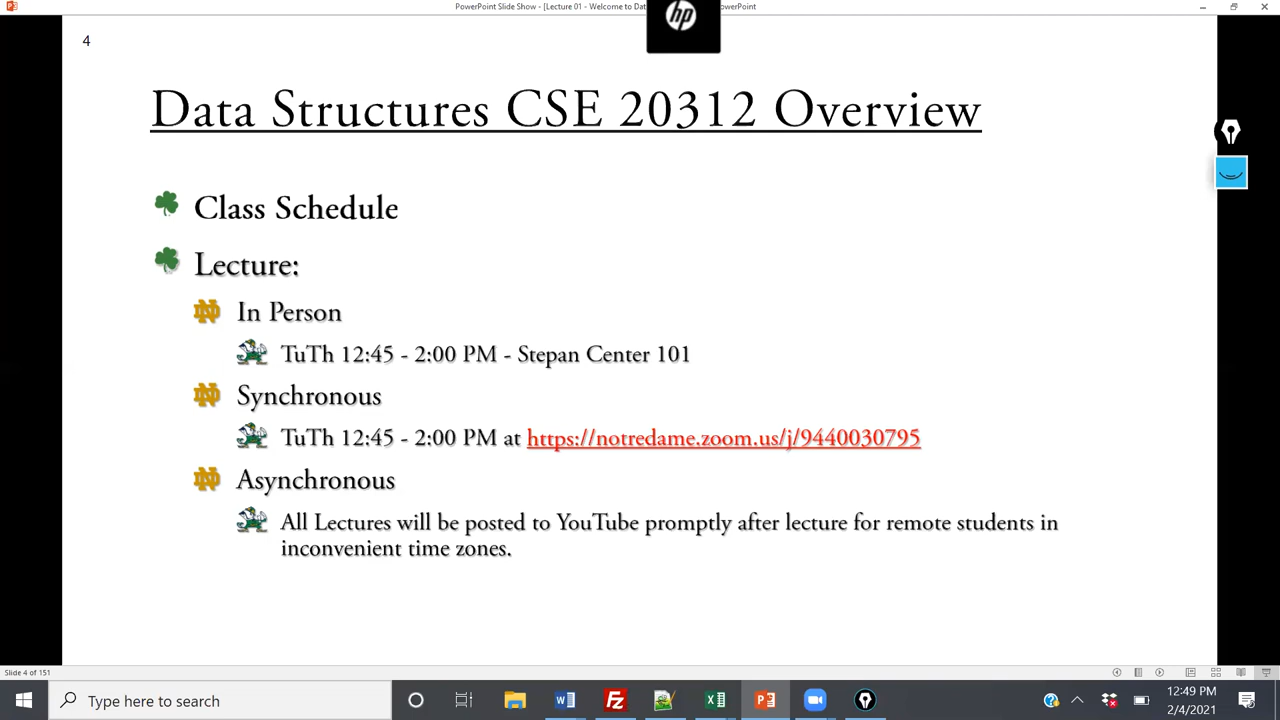 PowerPoint Slide Show - [Lecture 01 - Welcome to Dat
owerPoint
hp
4
Data Structures CSE 20312 Overview
Class Schedule
Lecture:
In Person
TuTh 12:45 - 2:00 PM - Stepan Center 101
Synchronous
TuTh 12:45 - 2:00 PM at https://notredame.zoom.us/j/9440030795
Asynchronous
All Lectures will be posted to YouTube promptly after lecture for remote students in
inconvenient time zones.
Slide 4 of 151
Type here to search
12:49 PM
2/4/2021